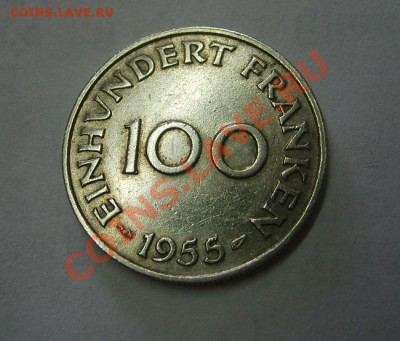 COINS.LAVE.RU
EINHUNDERT FRANKEN
100
1955
COINS.LAVE.RU